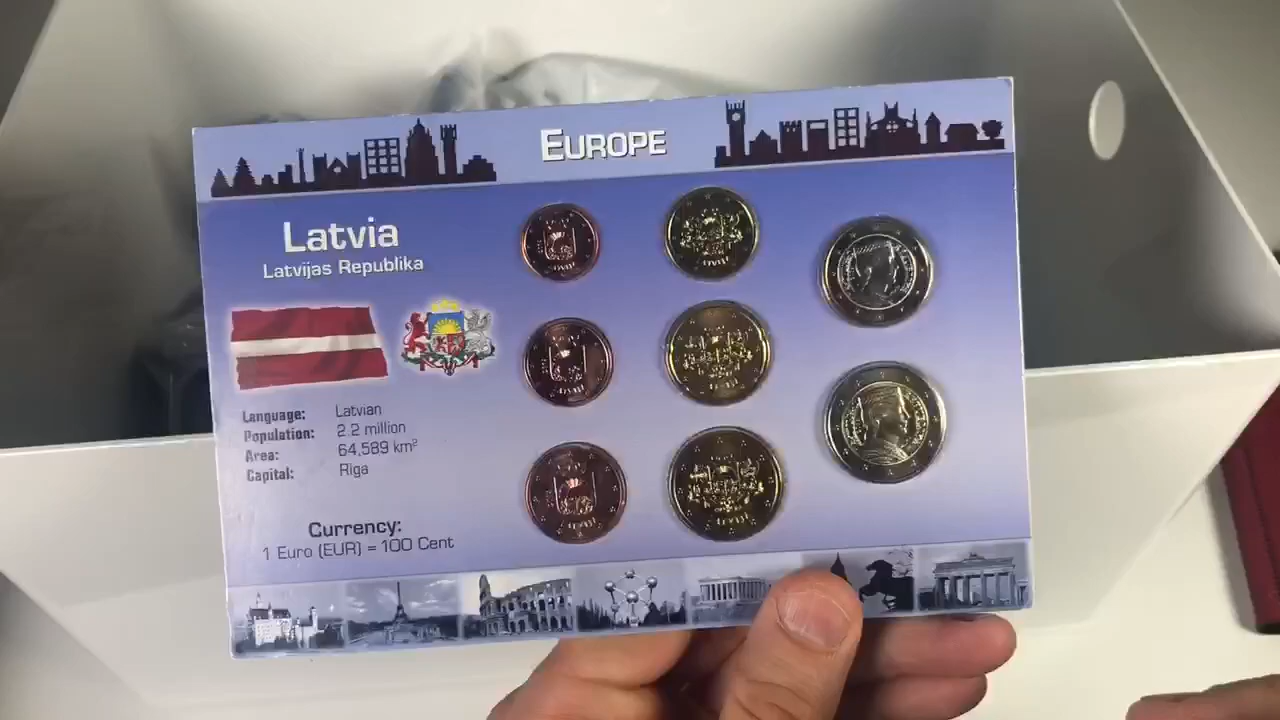 EUROPE
Latvia
Latvijas Republika
Language: Latvian
Population: 2.2 million
Area: 64,589 km²
Capital: Riga
Currency:
1 Euro (EUR) = 100 Cent